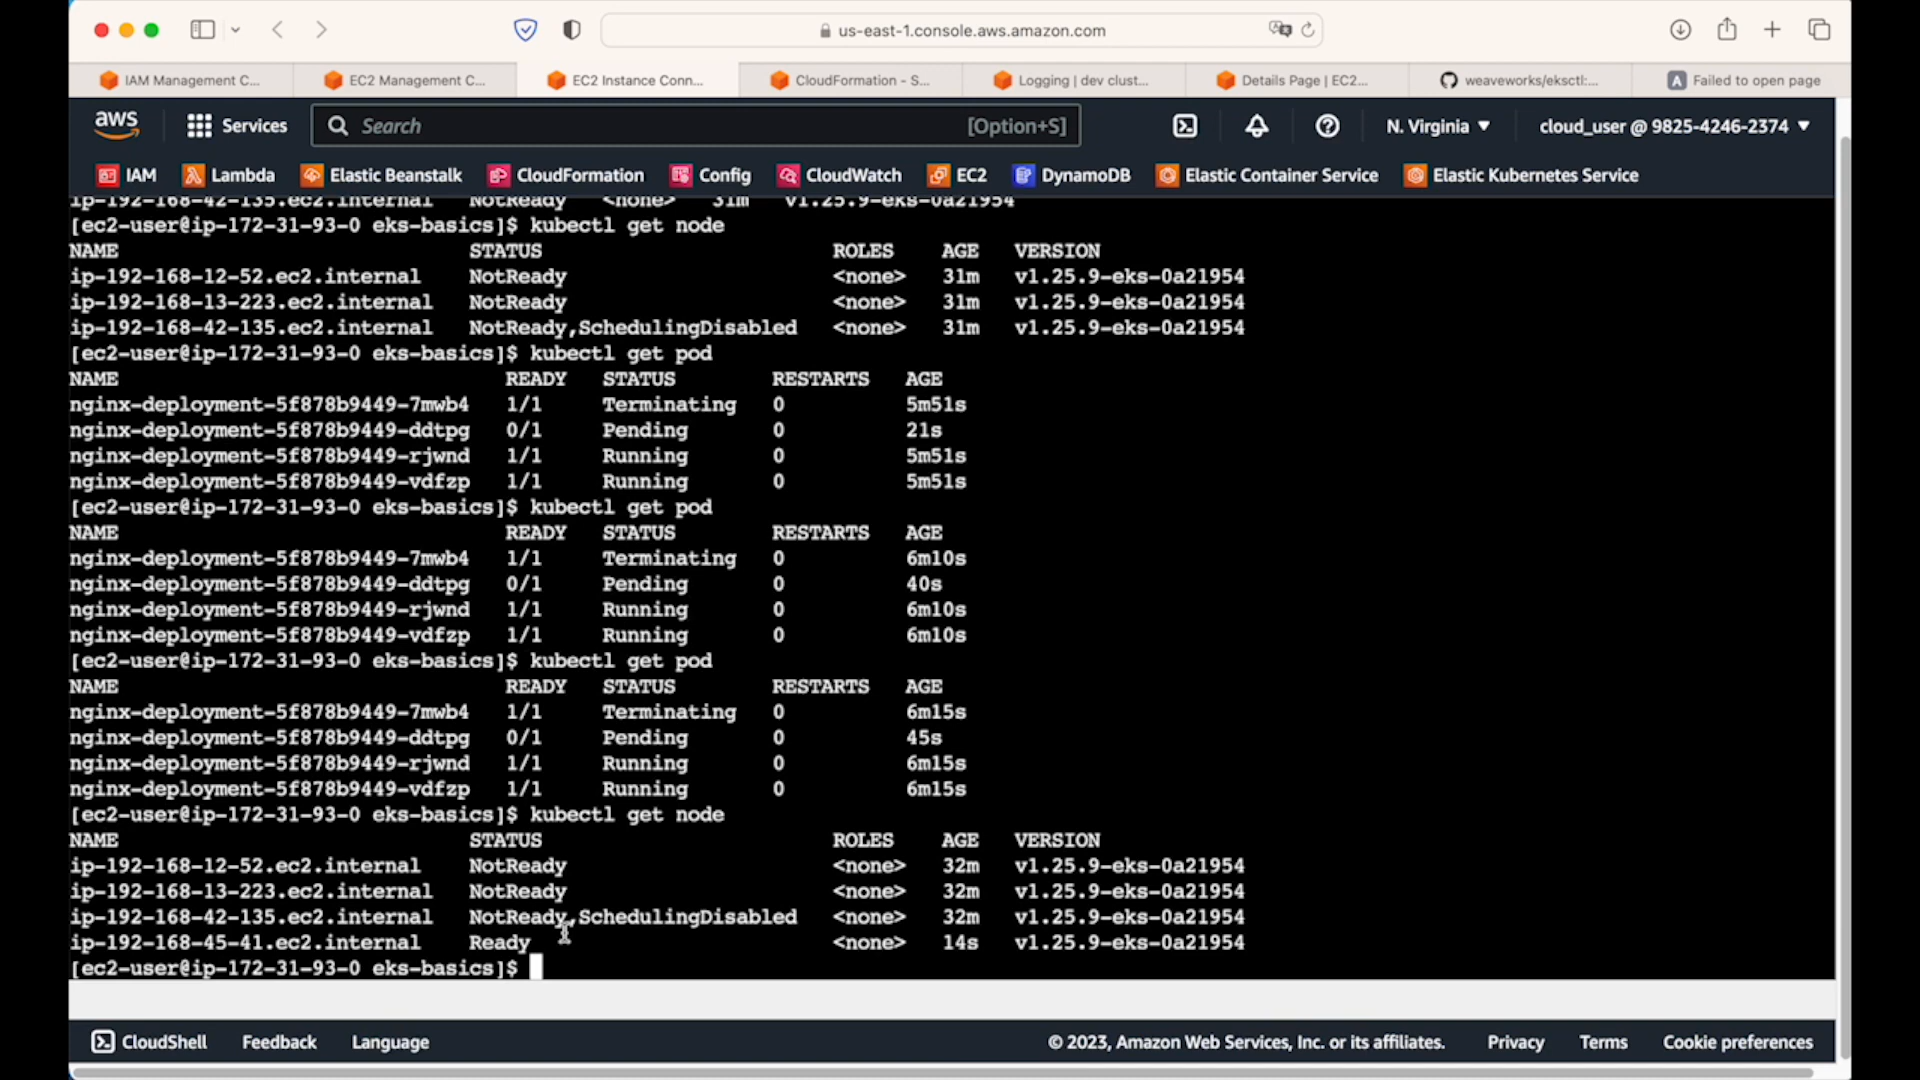 us-east-1.console.aws.amazon.com
IAM Management C...
EC2 Management C...
EC2 Instance Conn...
CloudFormation - S...
Logging | dev clust...
Details Page | EC2...
weaveworks/eksctl:...
A Failed to open page
aws
Services
Search
[Option+S]
N. Virginia
cloud_user @ 9825-4246-2374
IAM Lambda Elastic Beanstalk CloudFormation Config CloudWatch EC2 DynamoDB Elastic Container Service Elastic Kubernetes Service
ip-192-168-42-135.ec2.internal NotReady <none> 31m v1.25.9-eks-0a21954
[ec2-user@ip-172-31-93-0 eks-basics]$ kubectl get node
NAME STATUS ROLES AGE VERSION
ip-192-168-12-52.ec2.internal NotReady <none> 31m v1.25.9-eks-0a21954
ip-192-168-13-223.ec2.internal NotReady <none> 31m v1.25.9-eks-0a21954
ip-192-168-42-135.ec2.internal NotReady,SchedulingDisabled <none> 31m v1.25.9-eks-0a21954
[ec2-user@ip-172-31-93-0 eks-basics]$ kubectl get pod
NAME READY STATUS RESTARTS AGE
nginx-deployment-5f878b9449-7mwb4 1/1 Terminating 0 5m51s
nginx-deployment-5f878b9449-ddtpg 0/1 Pending 0 21s
nginx-deployment-5f878b9449-rjwnd 1/1 Running 0 5m51s
nginx-deployment-5f878b9449-vdfzp 1/1 Running 0 5m51s
[ec2-user@ip-172-31-93-0 eks-basics]$ kubectl get pod
NAME READY STATUS RESTARTS AGE
nginx-deployment-5f878b9449-7mwb4 1/1 Terminating 0 6m10s
nginx-deployment-5f878b9449-ddtpg 0/1 Pending 0 40s
nginx-deployment-5f878b9449-rjwnd 1/1 Running 0 6m10s
nginx-deployment-5f878b9449-vdfzp 1/1 Running 0 6m10s
[ec2-user@ip-172-31-93-0 eks-basics]$ kubectl get pod
NAME READY STATUS RESTARTS AGE
nginx-deployment-5f878b9449-7mwb4 1/1 Terminating 0 6m15s
nginx-deployment-5f878b9449-ddtpg 0/1 Pending 0 45s
nginx-deployment-5f878b9449-rjwnd 1/1 Running 0 6m15s
nginx-deployment-5f878b9449-vdfzp 1/1 Running 0 6m15s
[ec2-user@ip-172-31-93-0 eks-basics]$ kubectl get node
NAME STATUS ROLES AGE VERSION
ip-192-168-12-52.ec2.internal NotReady <none> 32m v1.25.9-eks-0a21954
ip-192-168-13-223.ec2.internal NotReady <none> 32m v1.25.9-eks-0a21954
ip-192-168-42-135.ec2.internal NotReady,SchedulingDisabled <none> 32m v1.25.9-eks-0a21954
ip-192-168-45-41.ec2.internal Ready <none> 14s v1.25.9-eks-0a21954
[ec2-user@ip-172-31-93-0 eks-basics]$
CloudShell Feedback Language © 2023, Amazon Web Services, Inc. or its affiliates. Privacy Terms Cookie preferences